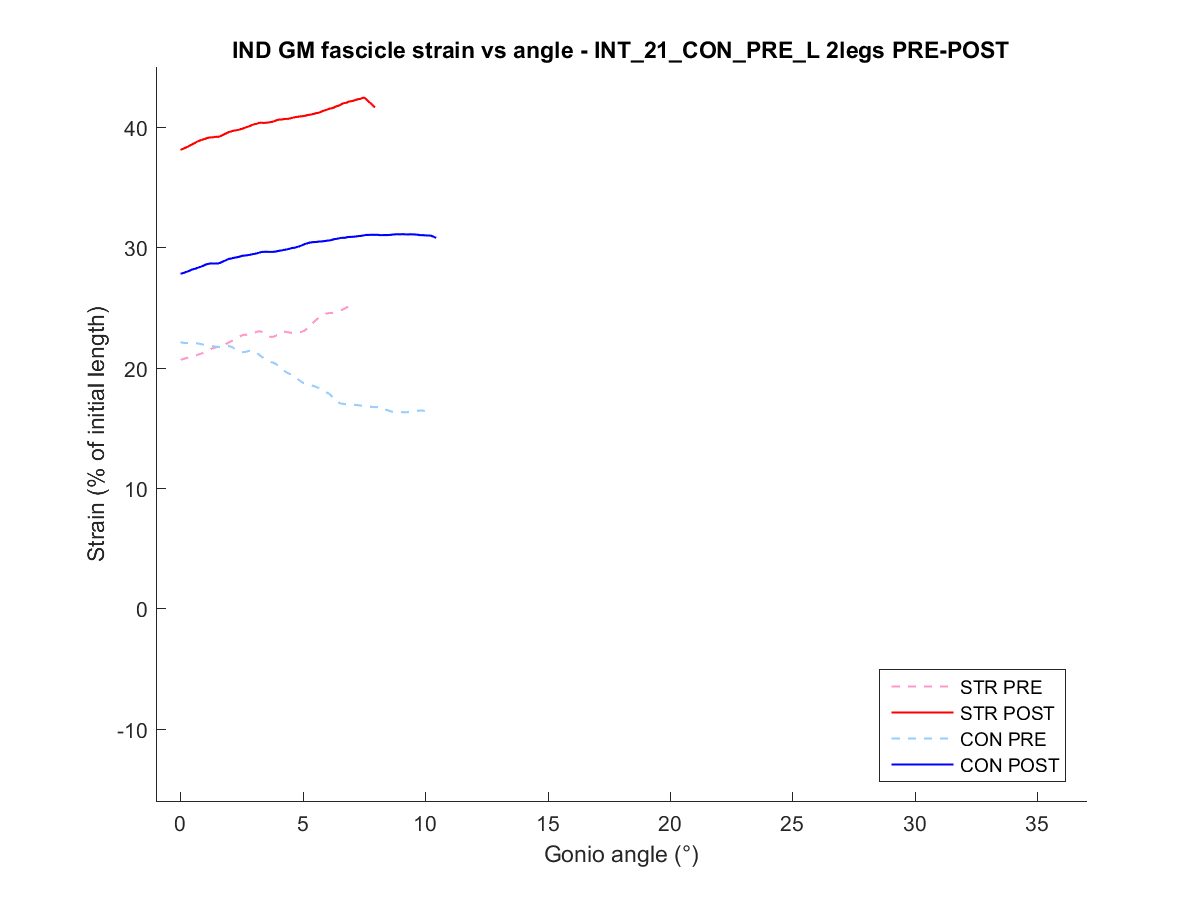 IND GM fascicle strain vs angle - INT_21_CON_PRE_L 2legs PRE-POST
Strain (% of initial length)
40
30
20
10
0
-10
0 5 10 15 20 25 30 35
Gonio angle (°)
STR PRE
STR POST
CON PRE
CON POST